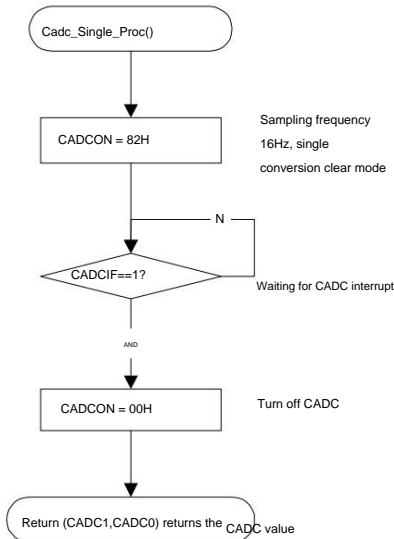 Cadc_Single_Proc()
CADCON = 82H
Sampling frequency
16Hz, single
conversion clear mode
N
CADCIF==1?
Waiting for CADC interrupt
AND
CADCON = 00H
Turn off CADC
Return (CADC1,CADC0) returns the CADC value